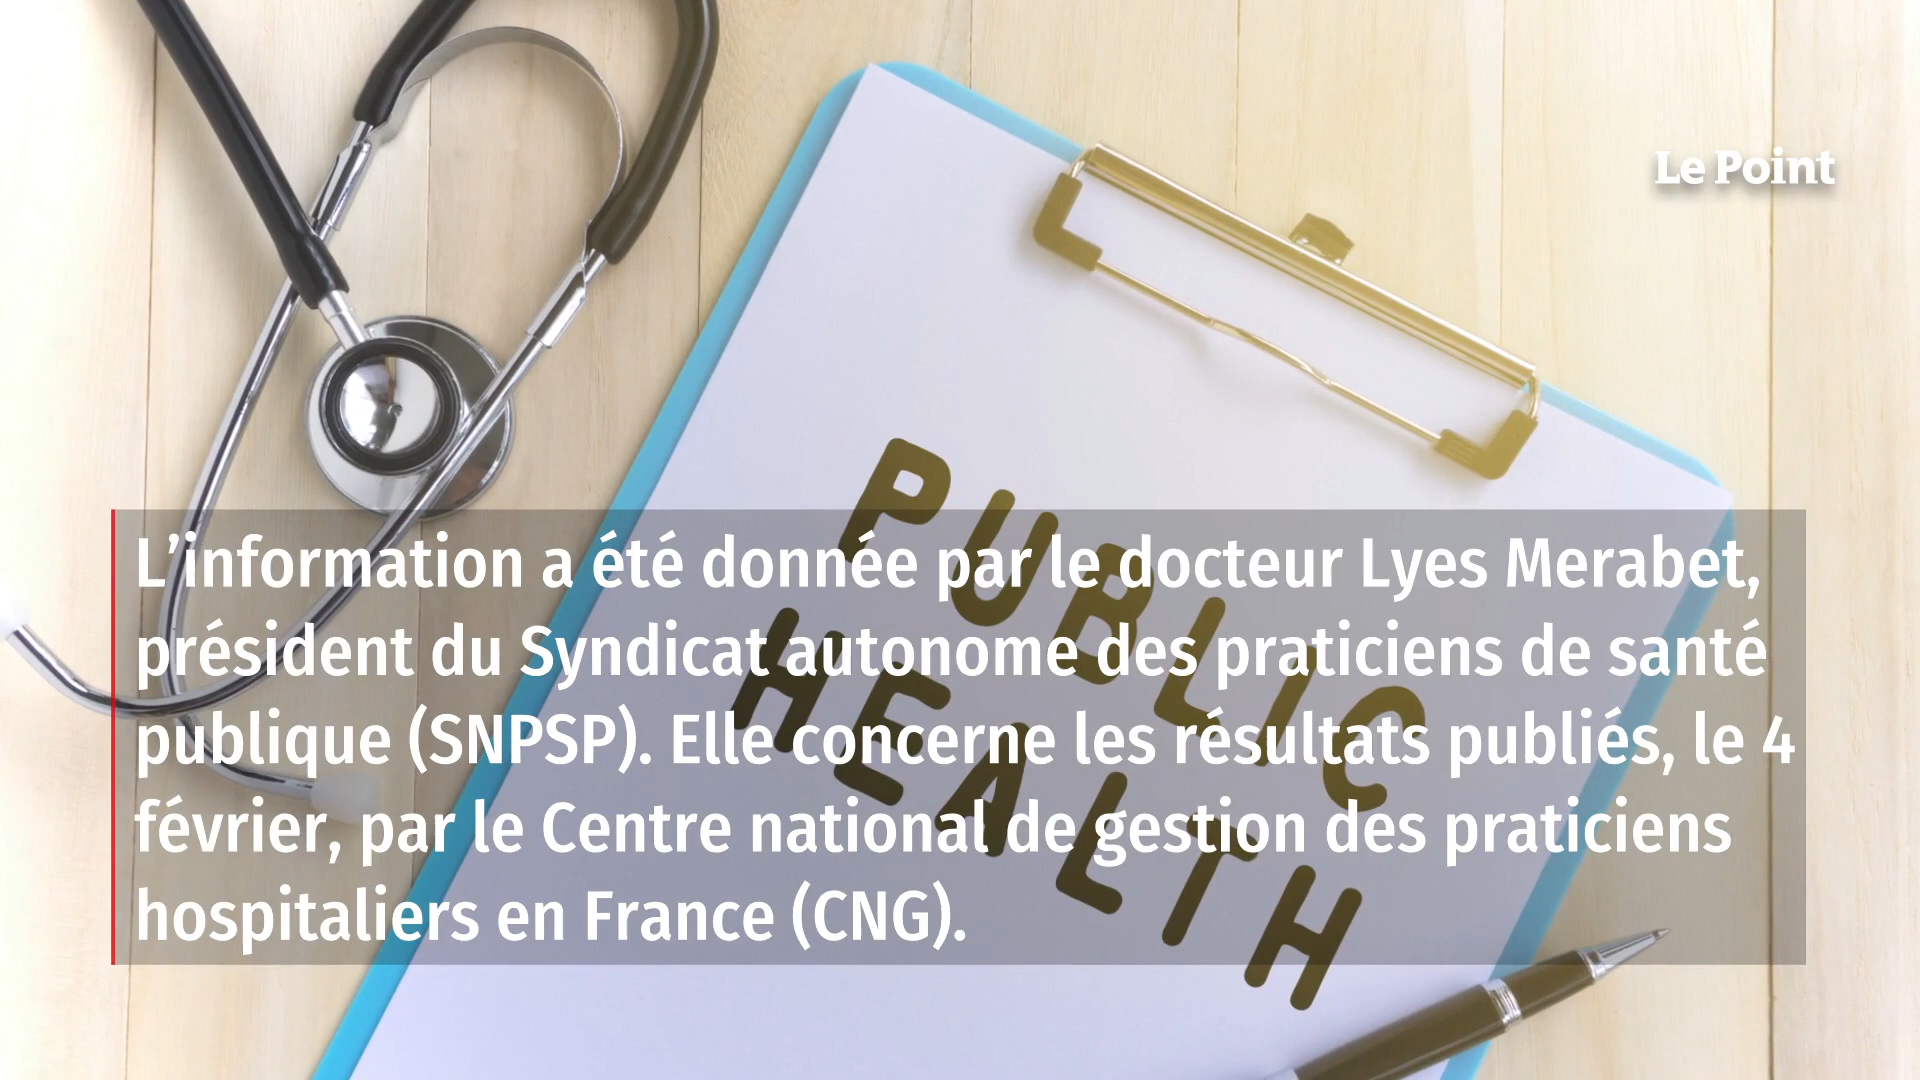 Le Point
PUBLIC
HEALTH
L’information a été donnée par le docteur Lyes Merabet,
président du Syndicat autonome des praticiens de santé
publique (SNPSP). Elle concerne les résultats publiés, le 4
février, par le Centre national de gestion des praticiens
hospitaliers en France (CNG).